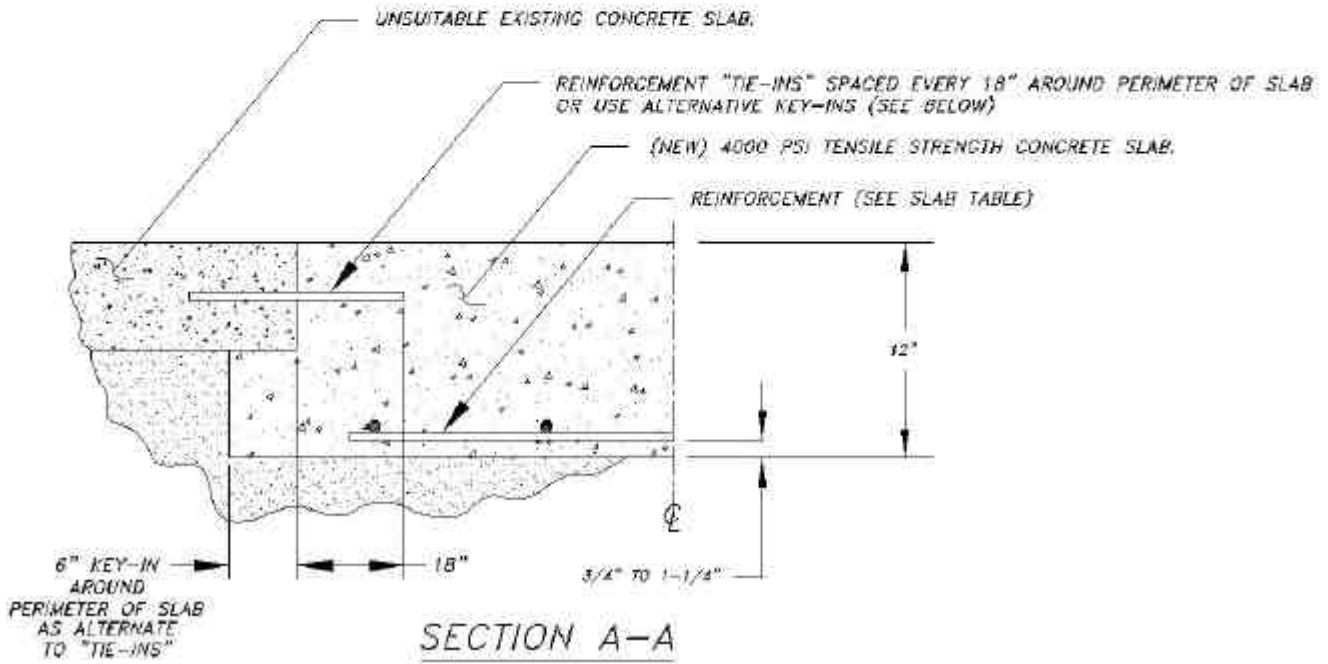 UNSUITABLE EXISTING CONCRETE SLAB.
REINFORCEMENT "TIE-INS" SPACED EVERY 18" AROUND PERIMETER OF SLAB
OR USE ALTERNATIVE KEY-INS (SEE BELOW)
(NEW) 4000 PSI TENSILE STRENGTH CONCRETE SLAB.
REINFORCEMENT (SEE SLAB TABLE)
12"
℄
6" KEY-IN
AROUND
PERIMETER OF SLAB
AS ALTERNATE
TO "TIE-INS"
18"
3/4" TO 1-1/4"
SECTION A-A